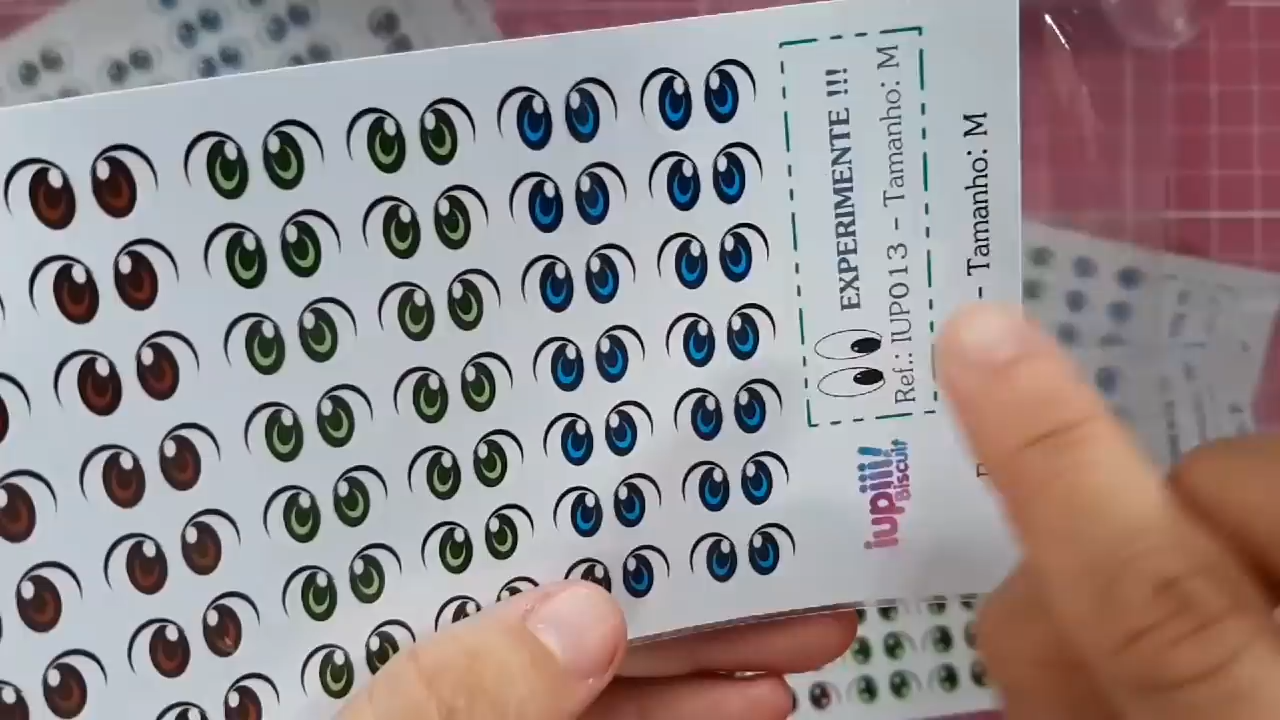 EXPERIMENTE !!!
Ref.: IUP013 - Tamanho: M
- Tamanho: M
iupiii!
Biscuit